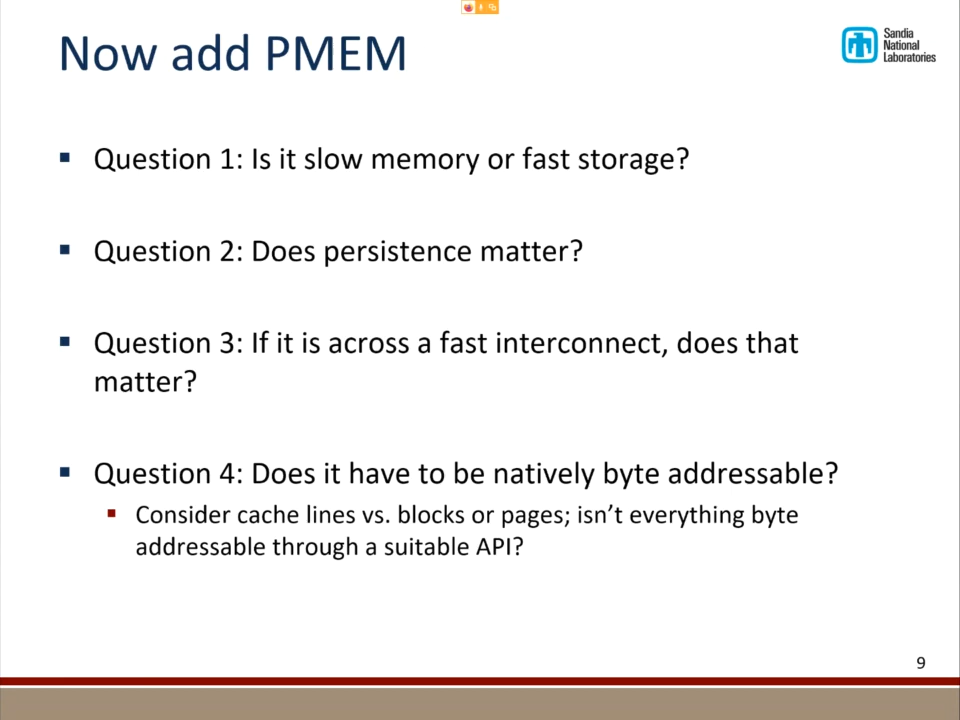 Now add PMEM
Sandia
National
Laboratories
▪ Question 1: Is it slow memory or fast storage?
▪ Question 2: Does persistence matter?
▪ Question 3: If it is across a fast interconnect, does that
matter?
▪ Question 4: Does it have to be natively byte addressable?
▪ Consider cache lines vs. blocks or pages; isn’t everything byte
addressable through a suitable API?
9